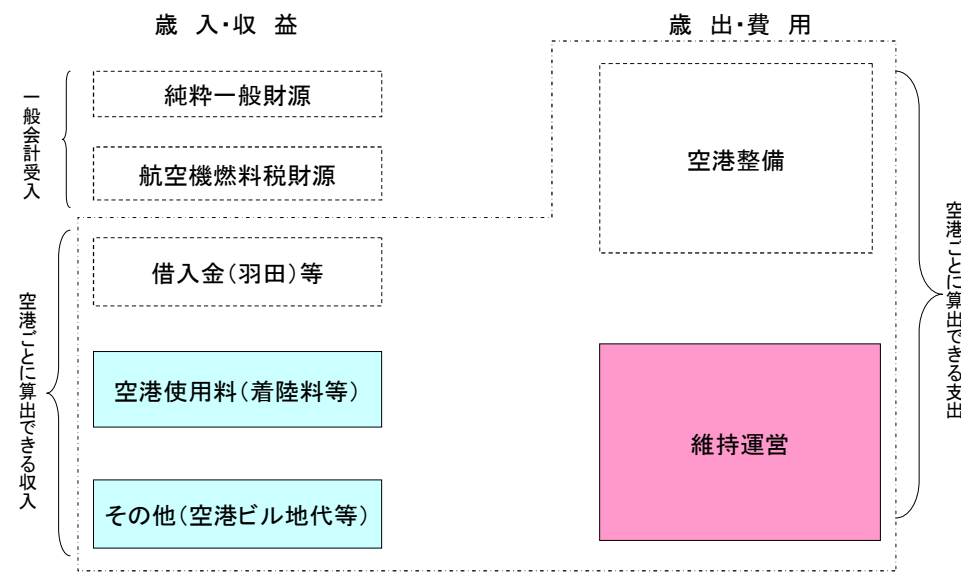 歳 入・収 益
歳 出・費 用
一般会計受入
純粋一般財源
航空機燃料税財源
空港ごとに算出できる収入
借入金(羽田)等
空港使用料(着陸料等)
その他(空港ビル地代等)
空港整備
維持運営
空港ごとに算出できる支出